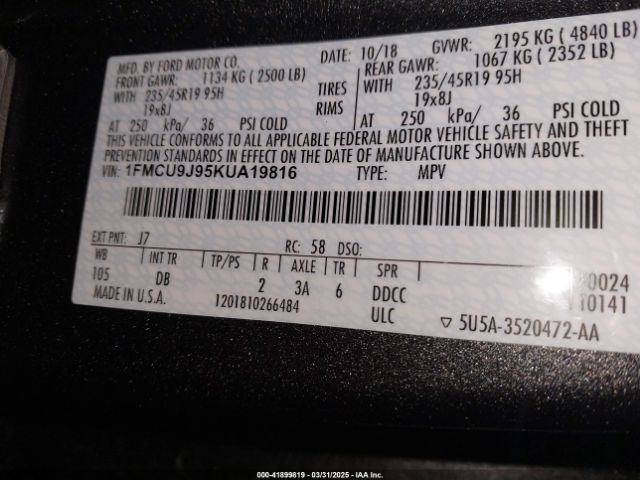 MFD. BY FORD MOTOR CO.
DATE: 10/18 GVWR: 2195 KG ( 4840 LB)
FRONT GAWR: 1134 KG ( 2500 LB)
REAR GAWR: 1067 KG ( 2352 LB)
WITH 235/45R19 95H TIRES WITH 235/45R19 95H
19x8J RIMS 19x8J
AT 250 kPa/ 36 PSI COLD AT 250 kPa/ 36 PSI COLD
THIS VEHICLE CONFORMS TO ALL APPLICABLE FEDERAL MOTOR VEHICLE SAFETY AND THEFT
PREVENTION STANDARDS IN EFFECT ON THE DATE OF MANUFACTURE SHOWN ABOVE.
VIN: 1FMCU9J95KUA19816 TYPE: MPV
EXT PNT: J7 RC: 58 DSO:
WB INT TR TP/PS R AXLE TR SPR
105 DB 2 3A 6 DDCC 0024
MADE IN U.S.A. 1201810266484 ULC 10141
5U5A-3520472-AA
000-41899819 - 03/31/2025 - IAA Inc.